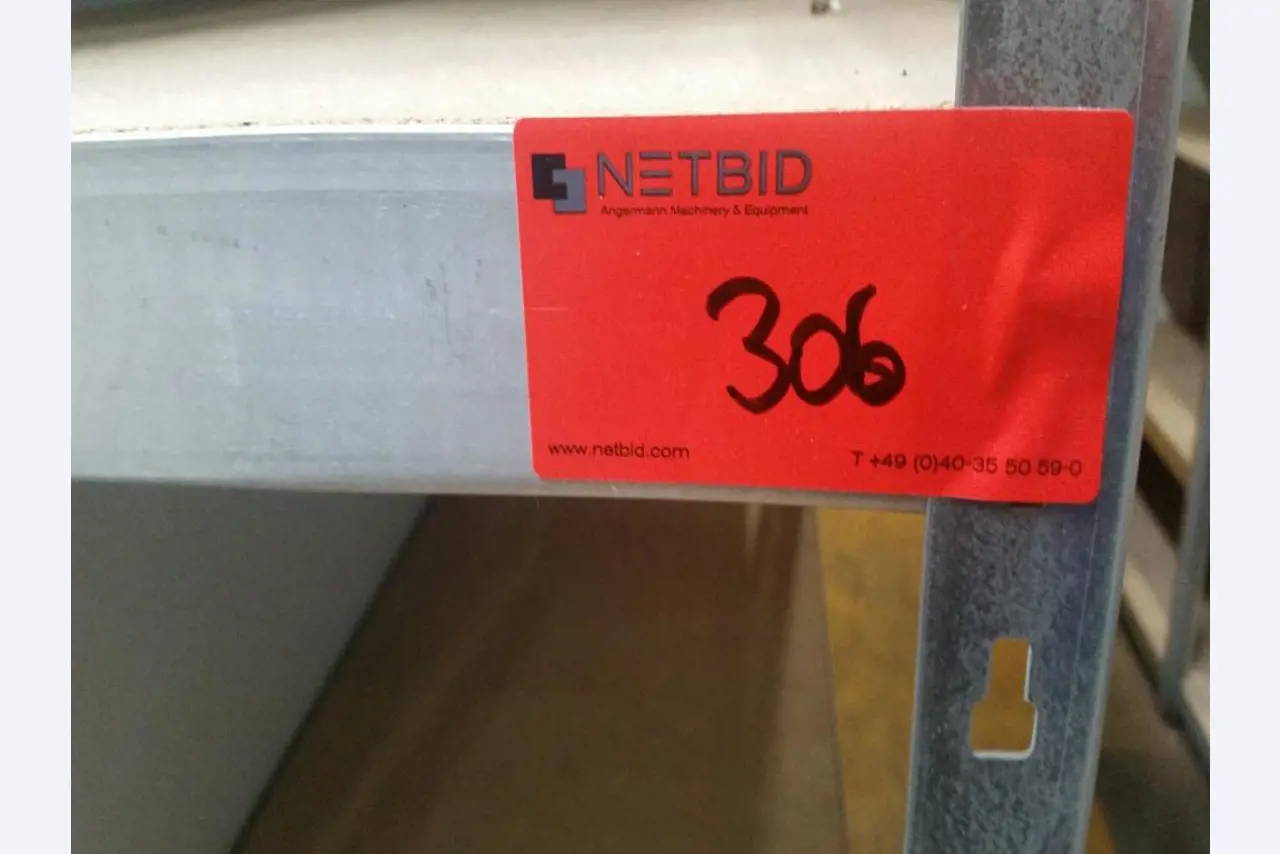 NETBID
Angermann Machinery & Equipment
306
www.netbid.com
T +49 (0)40-35 50 59-0